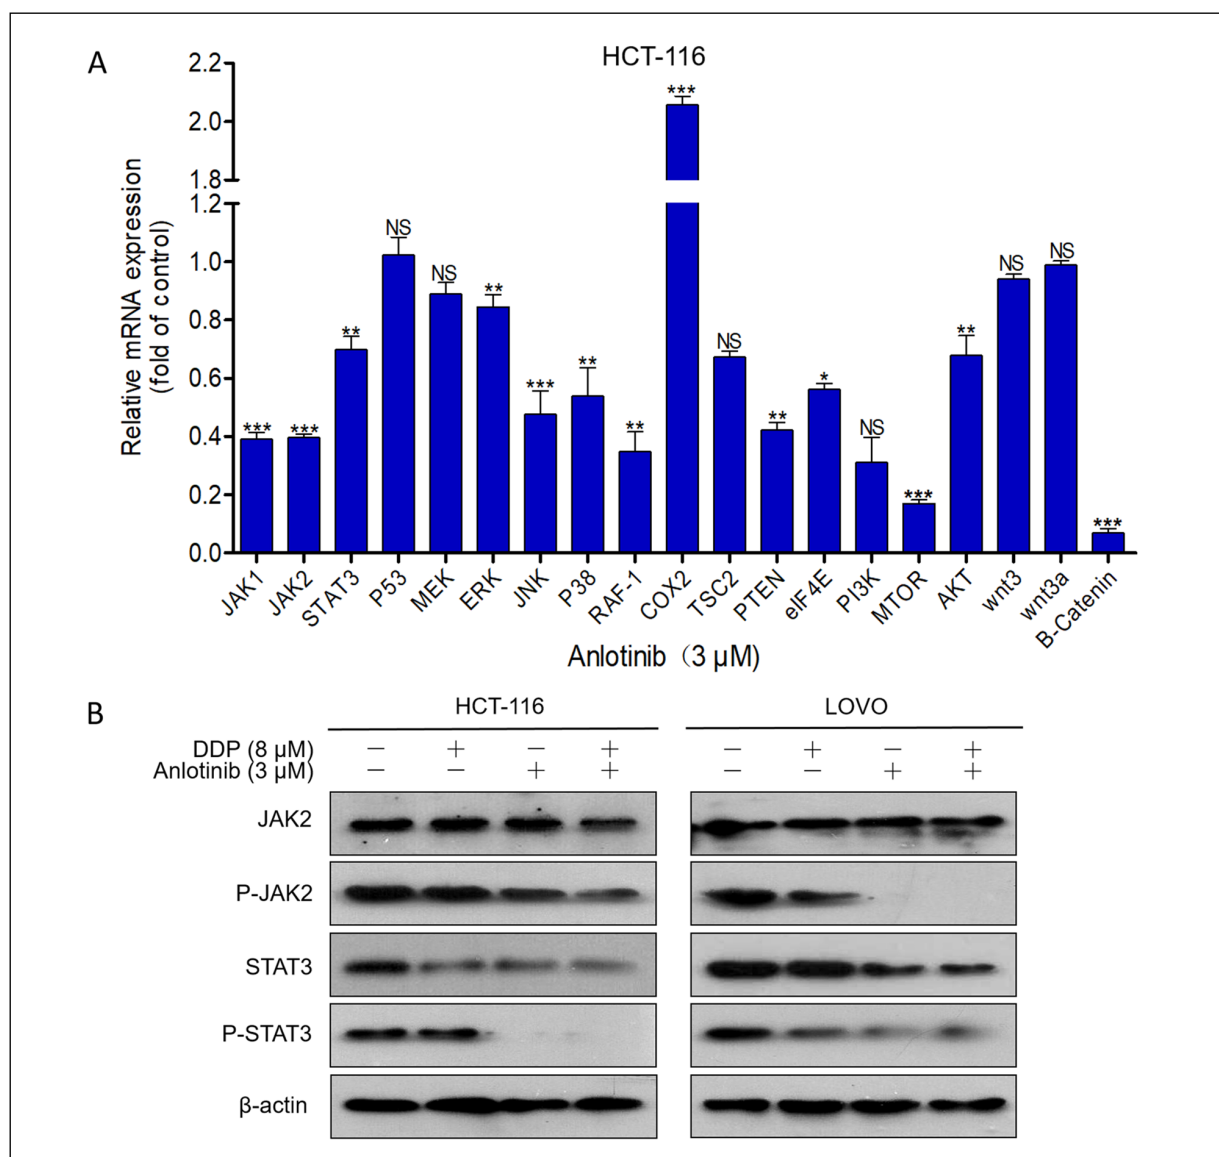 A
HCT-116
Relative mRNA expression
(fold of control)
2.2
2.0
1.8
1.2
1.0
0.8
0.6
0.4
0.2
0.0
***
***
**
NS
NS
**
***
**
**
***
NS
**
*
NS
***
**
NS
NS
***
JAK1
JAK2
STAT3
P53
MEK
ERK
JNK
P38
RAF-1
COX2
TSC2
PTEN
eIF4E
PI3K
MTOR
AKT
wnt3
wnt3a
B-Catenin
Anlotinib（3 μM)
B
HCT-116
LOVO
DDP (8 μM) − + − + − + − +
Anlotinib (3 μM) − − + + − − + +
JAK2
P-JAK2
STAT3
P-STAT3
β-actin